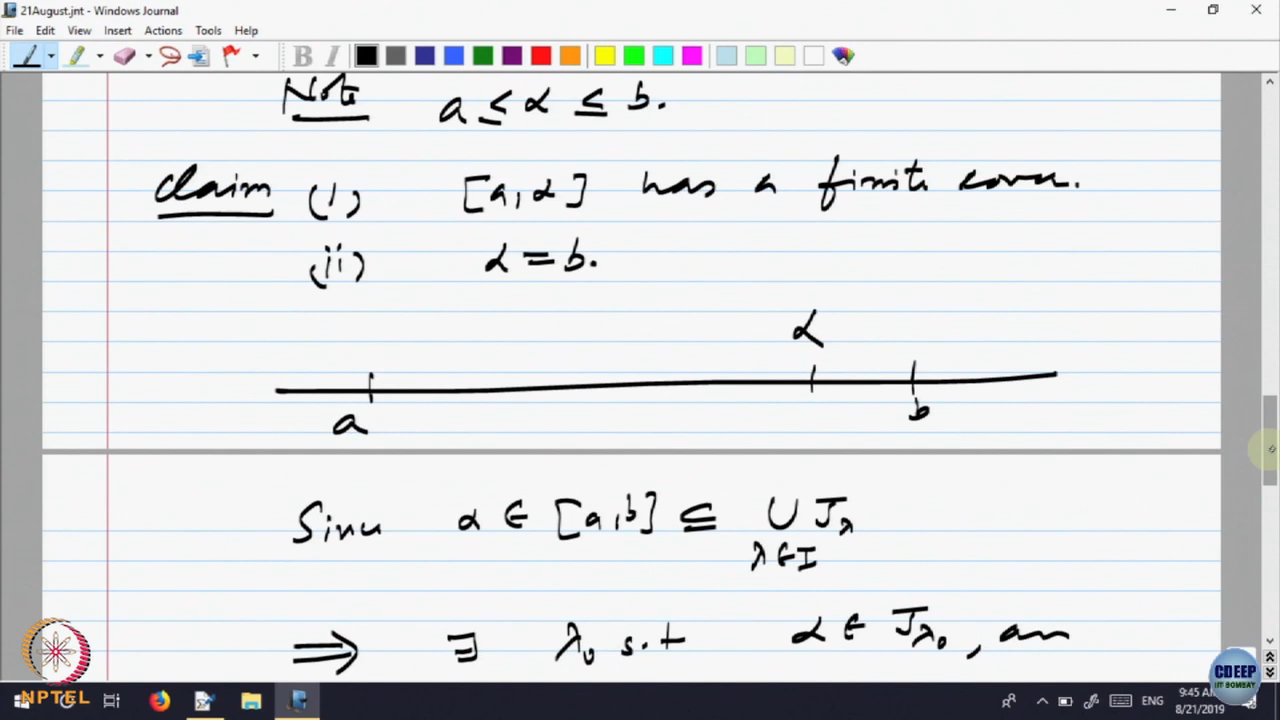 21August.jnt - Windows Journal
File Edit View Insert Actions Tools Help
B I
Note a ≤ α ≤ b.
Claim (i) [a, α] has a finite cover.
(ii) α = b.
α
a b
Since α ∈ [a, b] ⊆ ∪ J_λ
λ ∈ I
⇒ ∃ λ₀ s.t α ∈ J_λ₀, an
NPTEL
CDEEP
IIT BOMBAY
ENG
9:45 A
8/21/2019